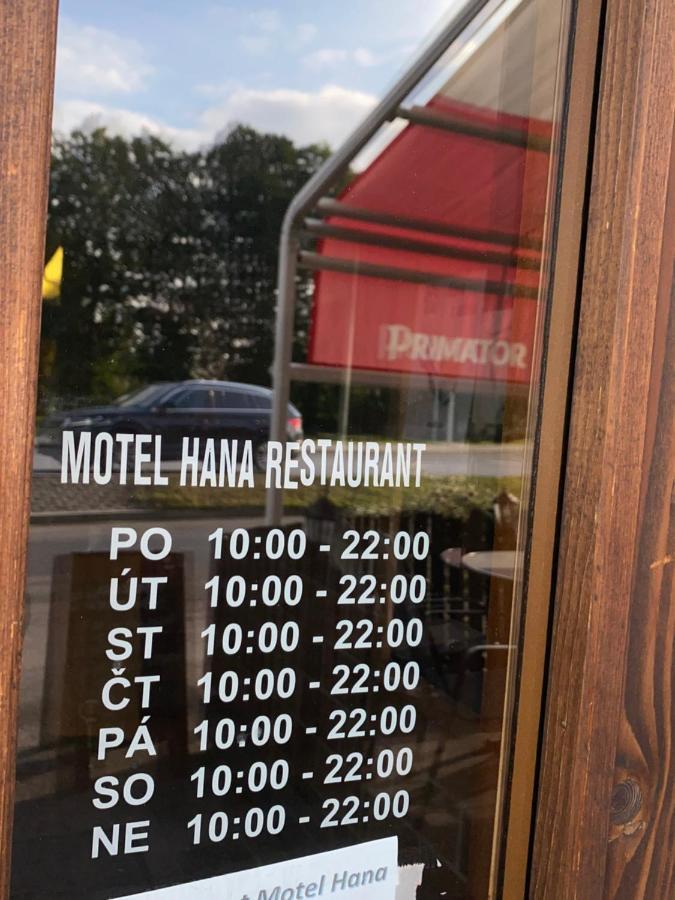 PRIMATOR
MOTEL HANA RESTAURANT
PO 10:00 - 22:00
ÚT 10:00 - 22:00
ST 10:00 - 22:00
ČT 10:00 - 22:00
PÁ 10:00 - 22:00
SO 10:00 - 22:00
NE 10:00 - 22:00
Motel Hana